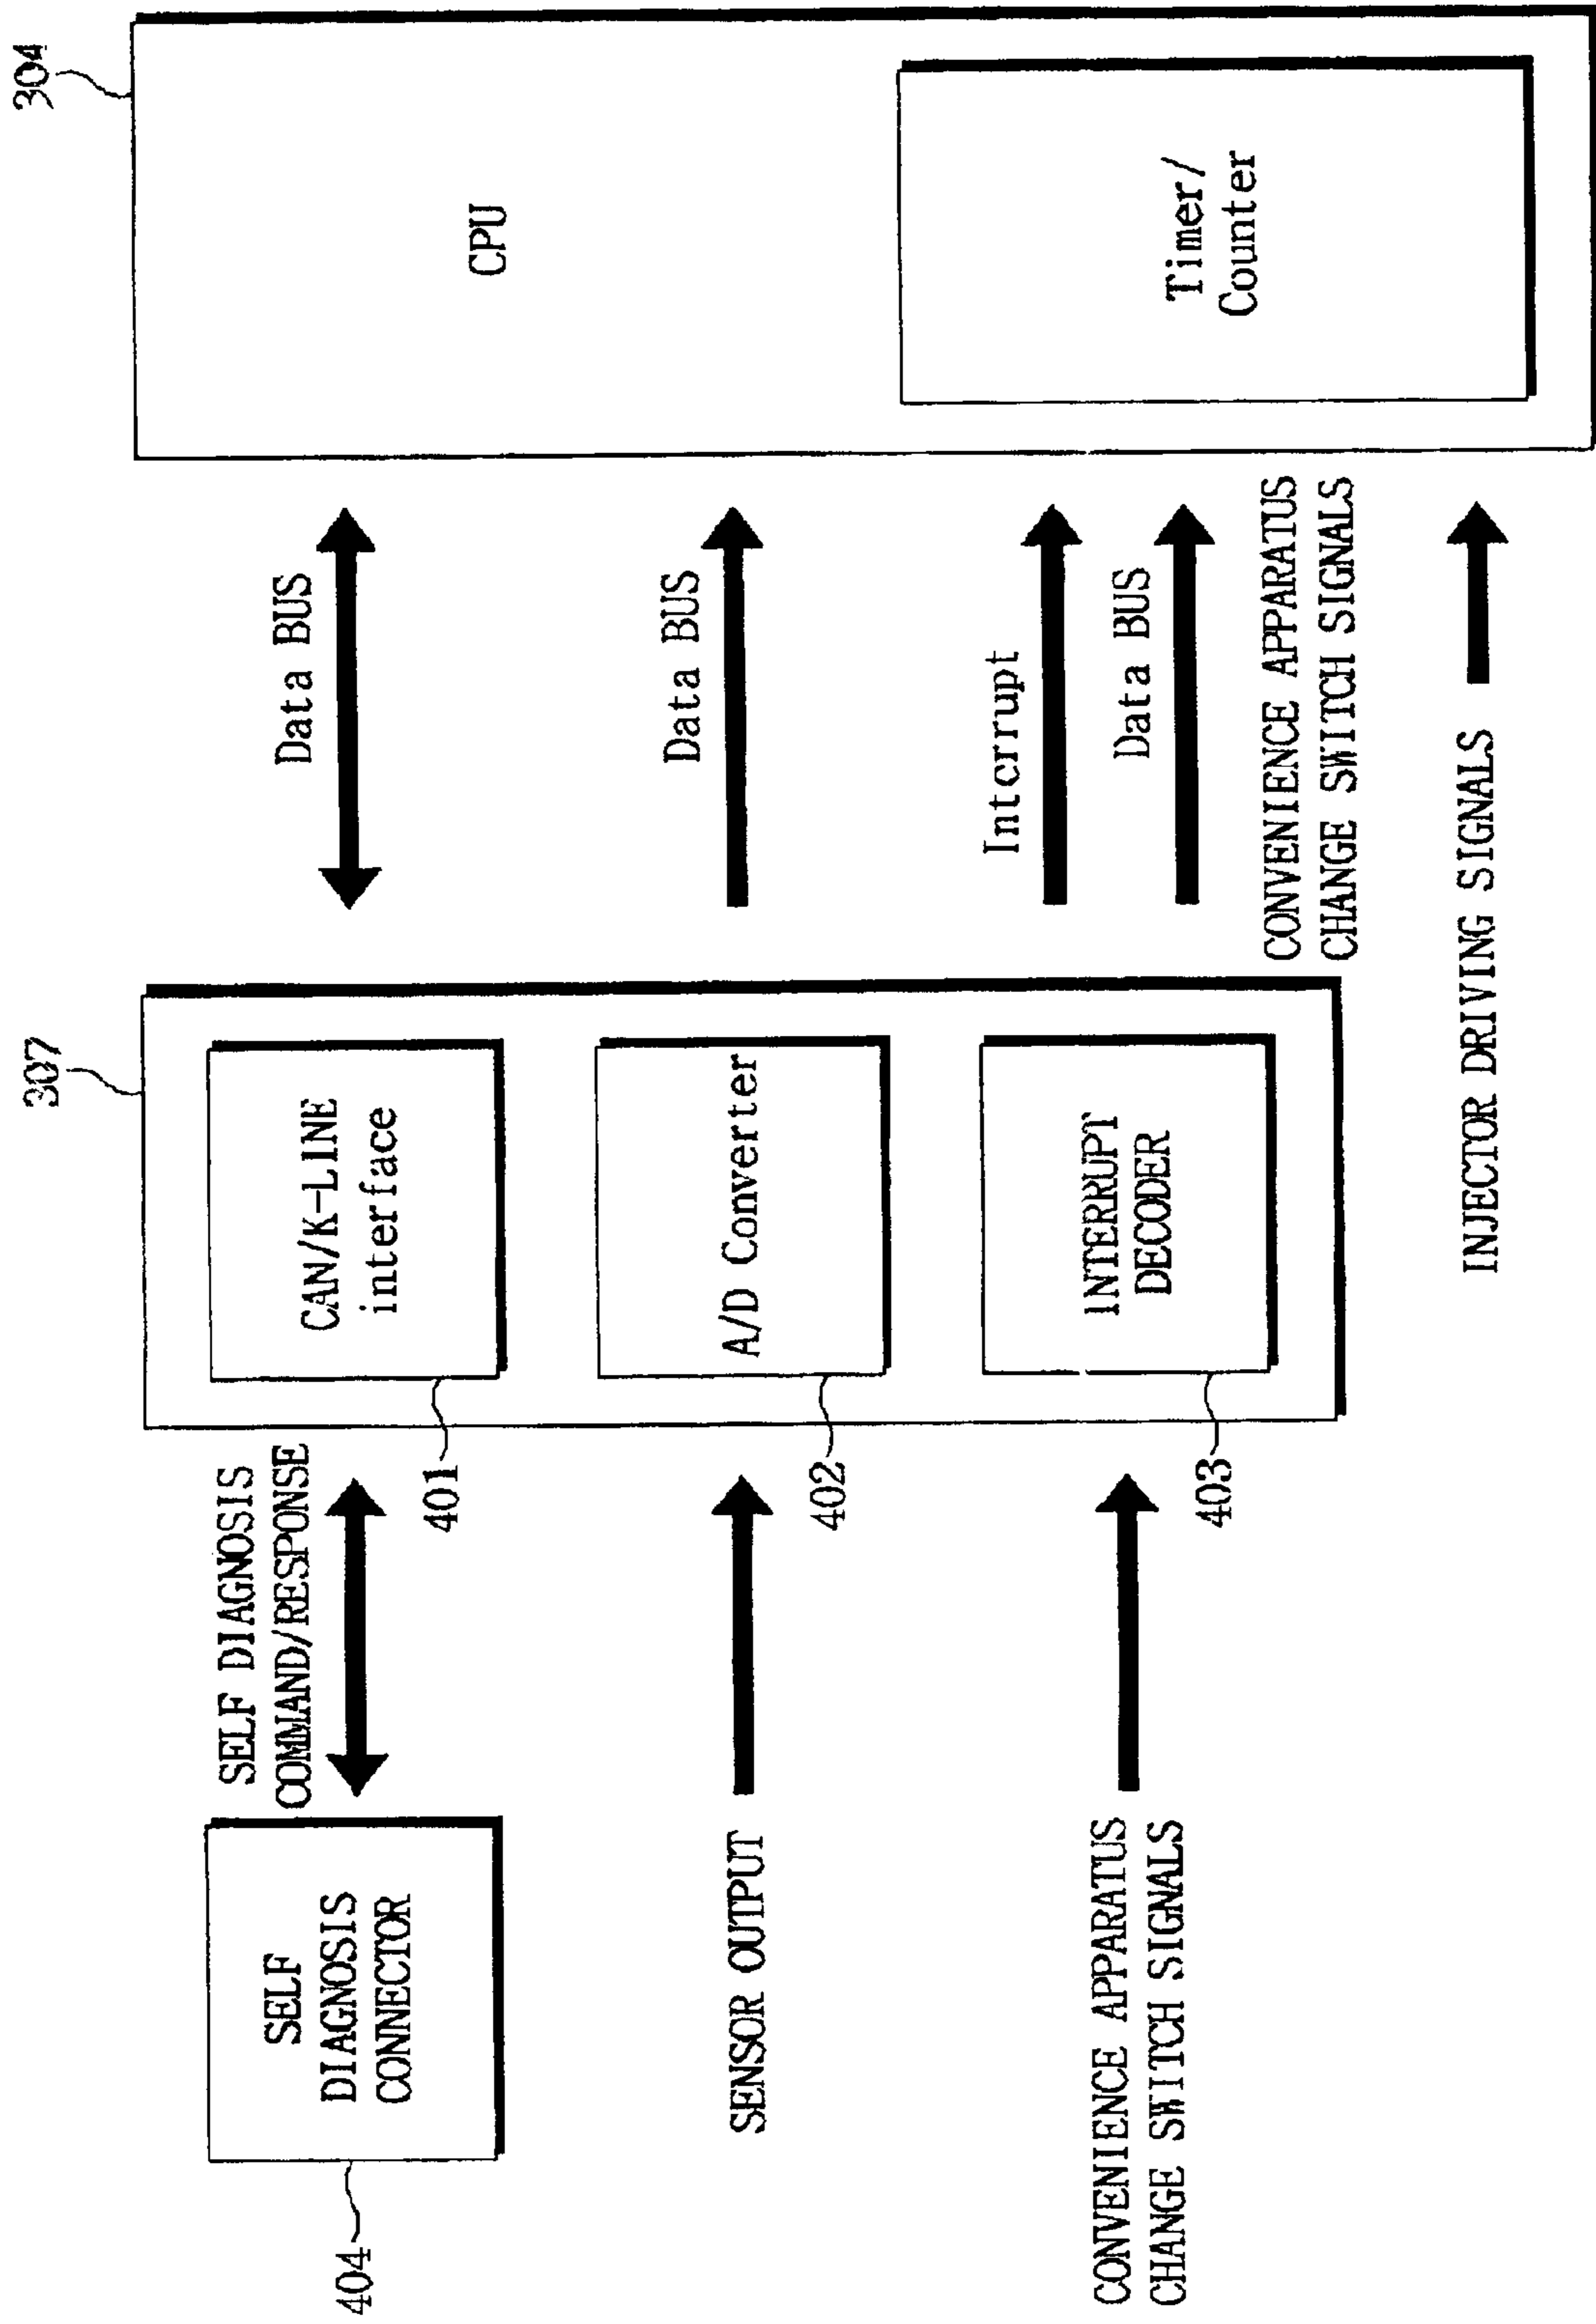 304
CPU
Timer/
Counter
Data BUS
Data BUS
Intcrrupt
Data BUS
CONVENIENCE APPARATUS
CHANGE SWITCH SIGNALS
INJECTOR DRIVING SIGNALS
307
CAN/K-LINE
interface
401
A/D Converter
402
INTERRUPT
DECODER
403
SELF DIAGNOSIS
COMMAND/RESPONSE
SELF
DIAGNOSIS
CONNECTOR
404
SENSOR OUTPUT
CONVENIENCE APPARATUS
CHANGE SWITCH SIGNALS